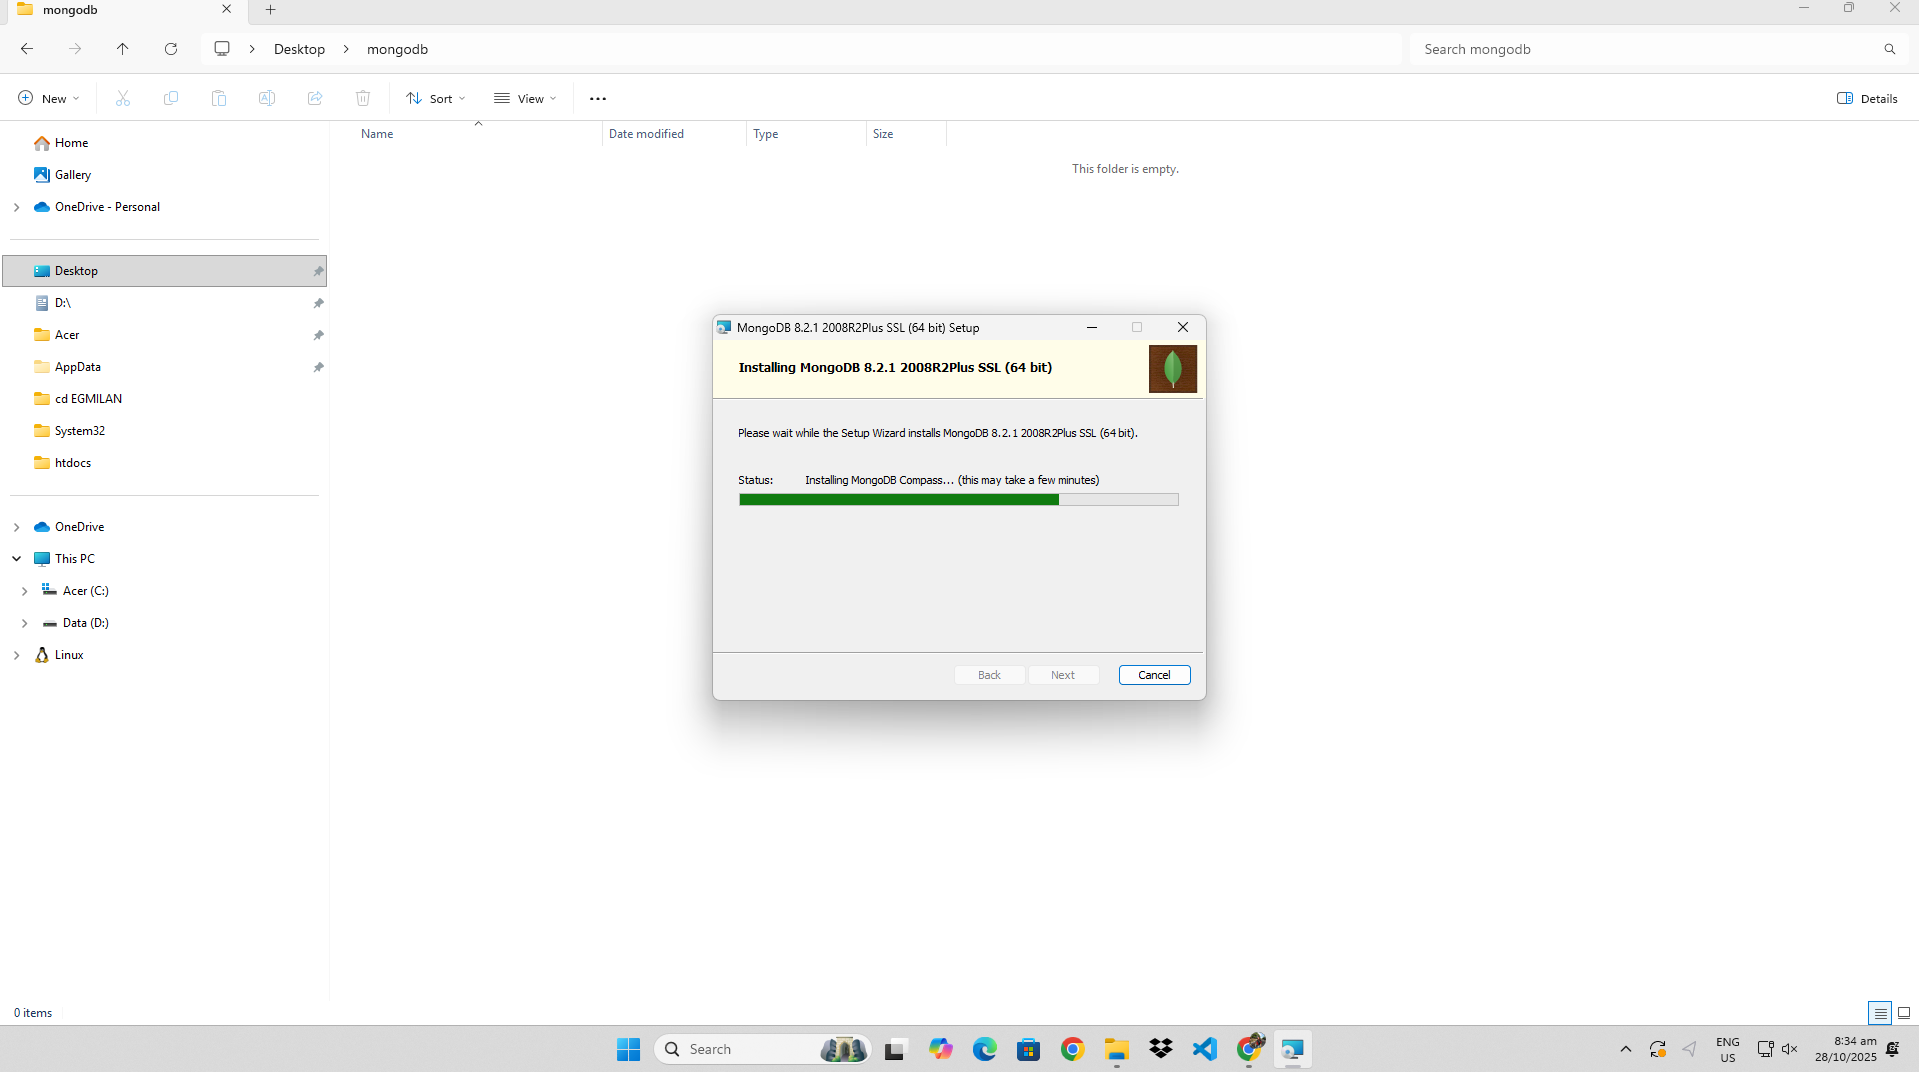 mongodb
Desktop
mongodb
Search mongodb
New
Sort
View
Details
Name
Date modified
Type
Size
This folder is empty.
Home
Gallery
OneDrive - Personal
Desktop
D:\
Acer
AppData
cd EGMILAN
System32
htdocs
OneDrive
This PC
Acer (C:)
Data (D:)
Linux
MongoDB 8.2.1 2008R2Plus SSL (64 bit) Setup
Installing MongoDB 8.2.1 2008R2Plus SSL (64 bit)
Please wait while the Setup Wizard installs MongoDB 8.2.1 2008R2Plus SSL (64 bit).
Status: Installing MongoDB Compass... (this may take a few minutes)
Back
Next
Cancel
0 items
Search
ENG
US
8:34 am
28/10/2025